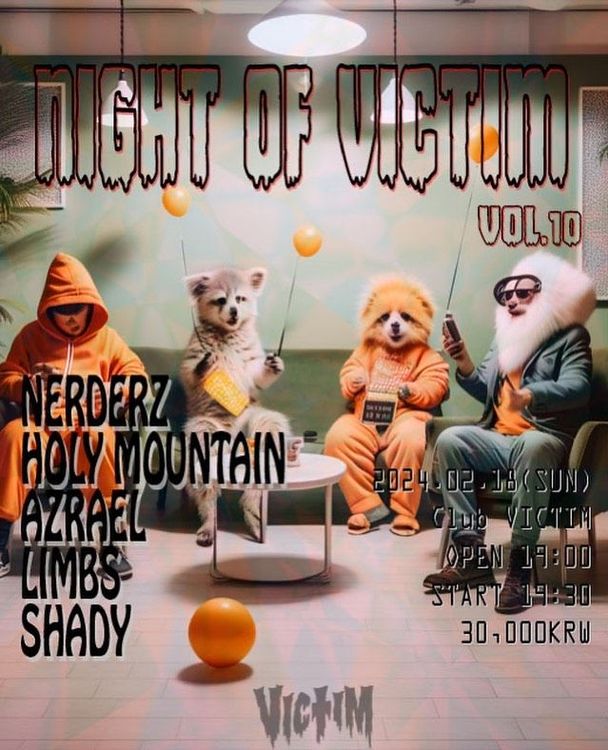 NIGHT OF VICTIM
VOL.10
NERDERZ
HOLY MOUNTAIN
AZRAEL
LIMBS
SHADY
2024.02.18(SUN)
Club VICTIM
OPEN 19:00
START 19:30
30,000KRW
VICTIM